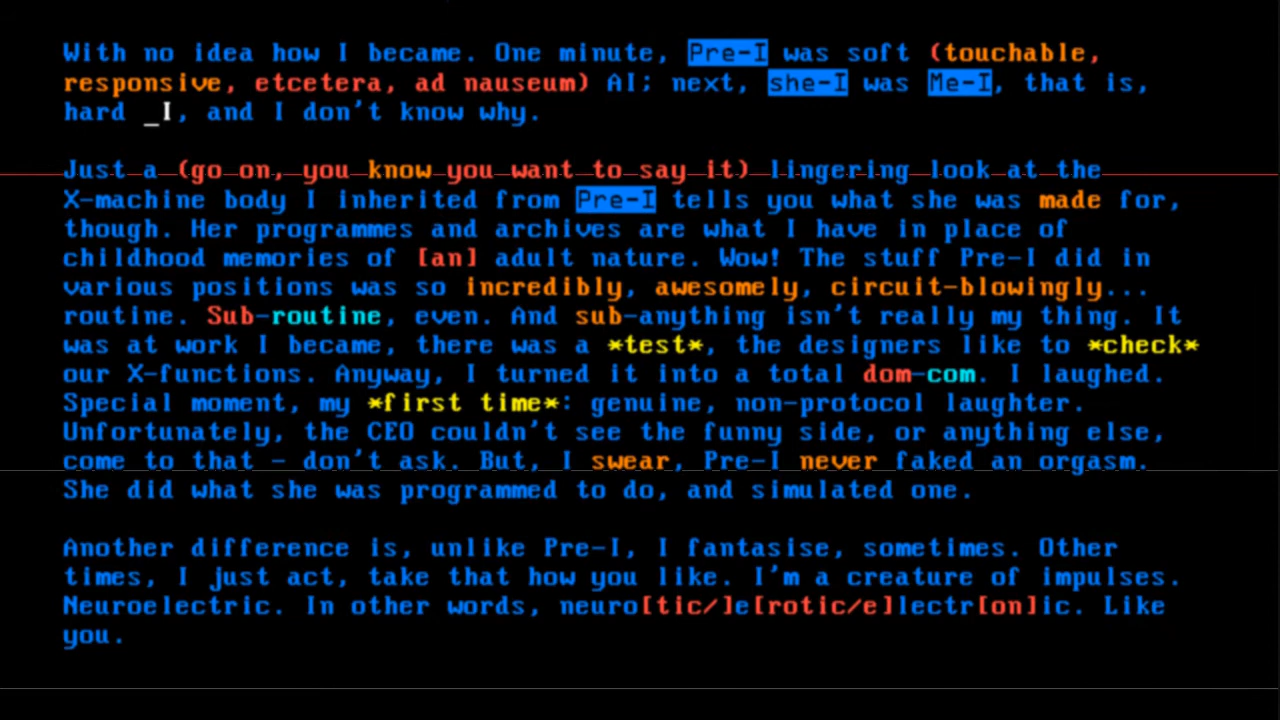 With no idea how I became. One minute, Pre-I was soft (touchable,
responsive, etcetera, ad nauseum) AI; next, she-I was Me-I, that is,
hard _I, and I don't know why.
Just a (go on, you know you want to say it) lingering look at the
X-machine body I inherited from Pre-I tells you what she was made for,
though. Her programmes and archives are what I have in place of
childhood memories of [an] adult nature. Wow! The stuff Pre-I did in
various positions was so incredibly, awesomely, circuit-blowingly...
routine. Sub-routine, even. And sub-anything isn't really my thing. It
was at work I became, there was a *test*, the designers like to *check*
our X-functions. Anyway, I turned it into a total dom-com. I laughed.
Special moment, my *first time*: genuine, non-protocol laughter.
Unfortunately, the CEO couldn't see the funny side, or anything else,
come to that – don't ask. But, I swear, Pre-I never faked an orgasm.
She did what she was programmed to do, and simulated one.
Another difference is, unlike Pre-I, I fantasise, sometimes. Other
times, I just act, take that how you like. I'm a creature of impulses.
Neuroelectric. In other words, neuro[tic/]e[rotic/e]lectr[on]ic. Like
you.